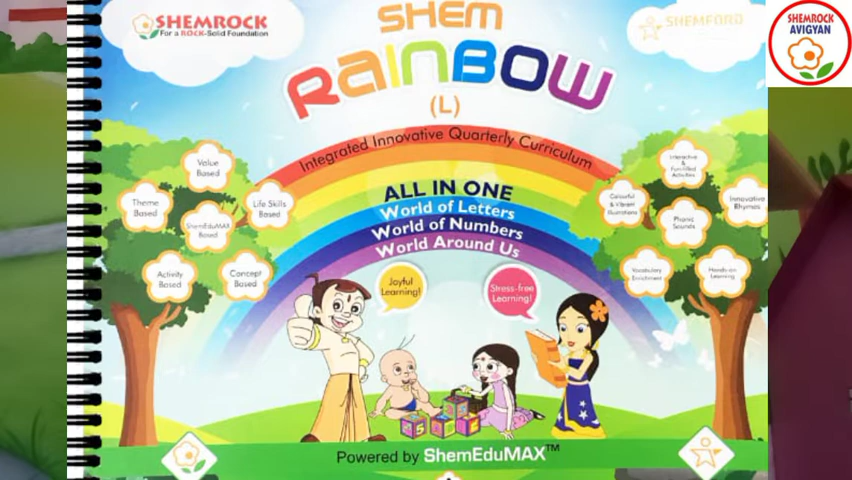 SHEMROCK
For a ROCK-Solid Foundation
SHEMFORD
SHEMROCK
AVIGYAN
SHEM
RaINBOW
(L)
Integrated Innovative Quarterly Curriculum
ALL IN ONE
World of Letters
World of Numbers
World Around Us
Value
Based
Theme
Based
Life Skills
Based
ShemEduMAX
Based
Activity
Based
Concept
Based
Interactive &
Fun-filled
Activities
Colourful
& Vibrant
Illustrations
Innovative
Rhymes
Phonic
Sounds
Vocabulary
Enrichment
Hands-on
Learning
Joyful
Learning!
Stress-free
Learning!
Powered by ShemEduMAX™